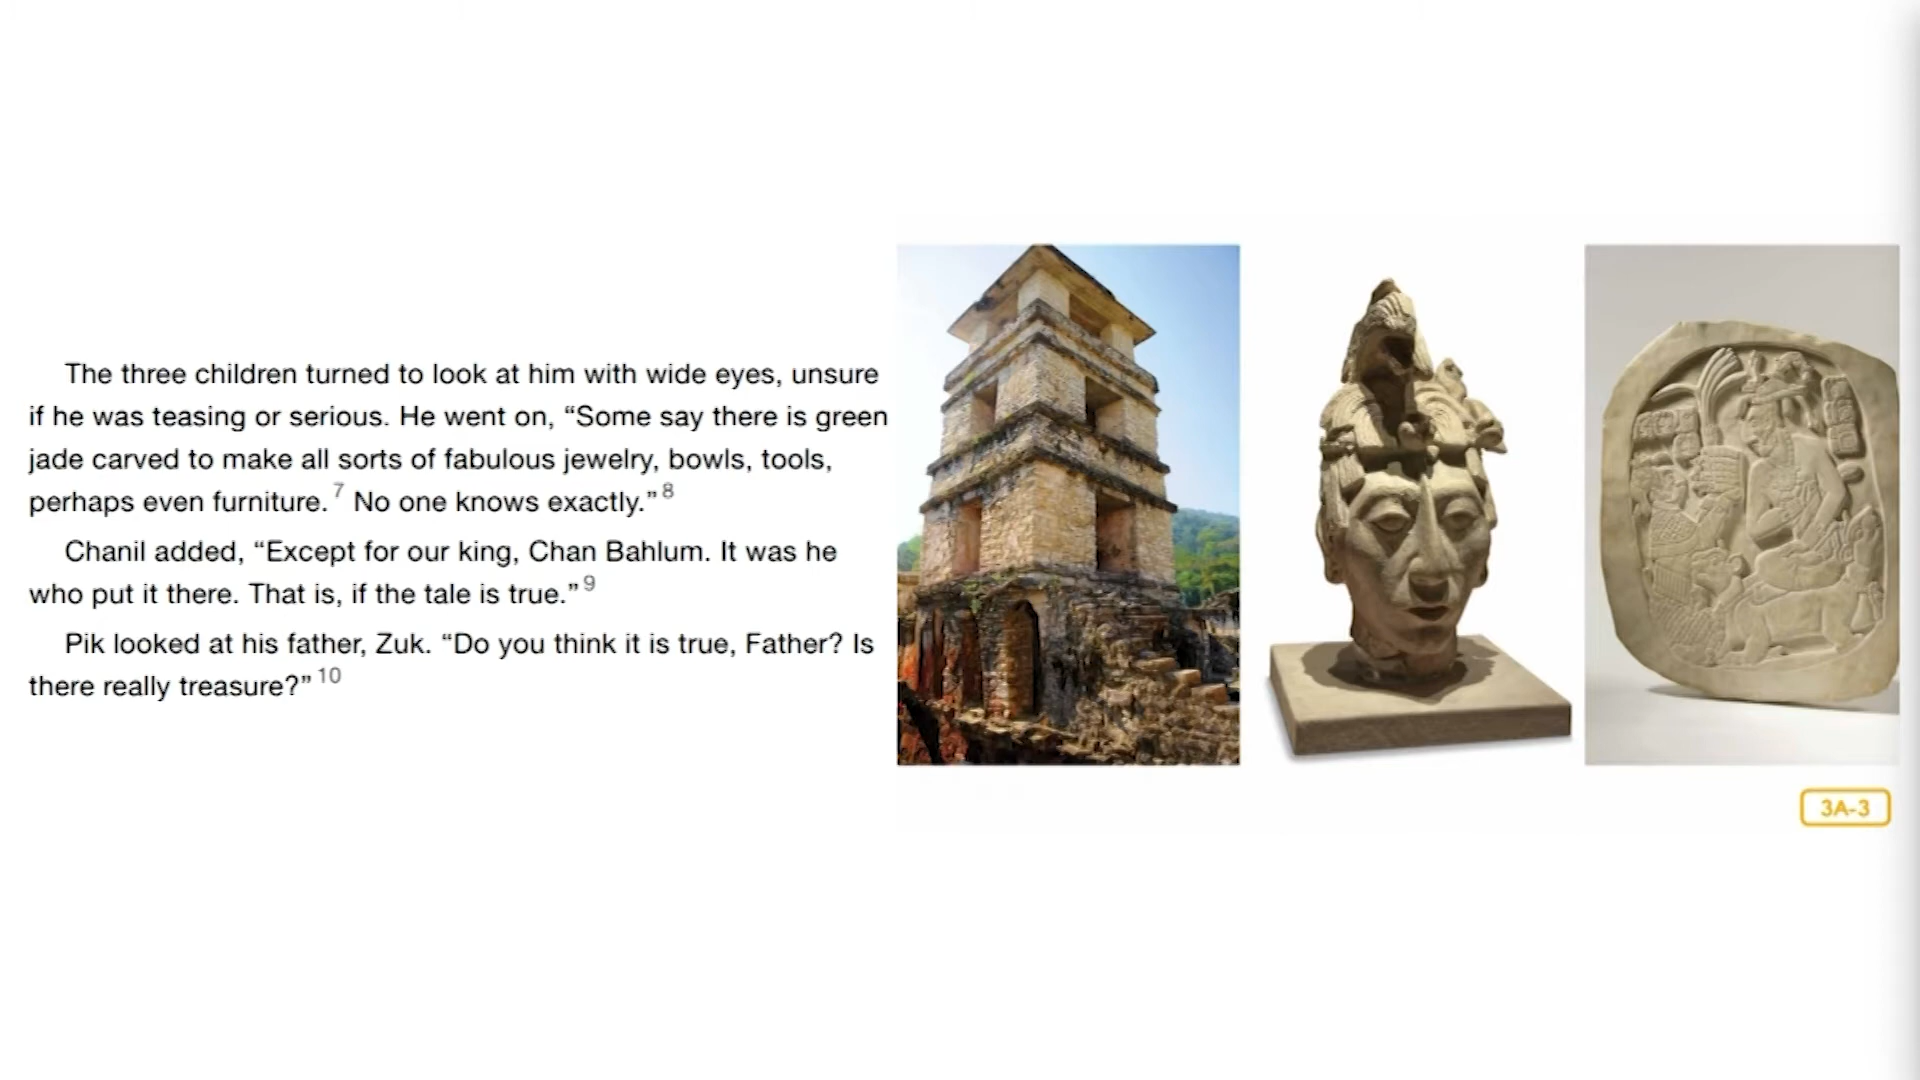 The three children turned to look at him with wide eyes, unsure
if he was teasing or serious. He went on, “Some say there is green
jade carved to make all sorts of fabulous jewelry, bowls, tools,
perhaps even furniture. 7 No one knows exactly.” 8
Chanil added, “Except for our king, Chan Bahlum. It was he
who put it there. That is, if the tale is true.” 9
Pik looked at his father, Zuk. “Do you think it is true, Father? Is
there really treasure?” 10
3A-3